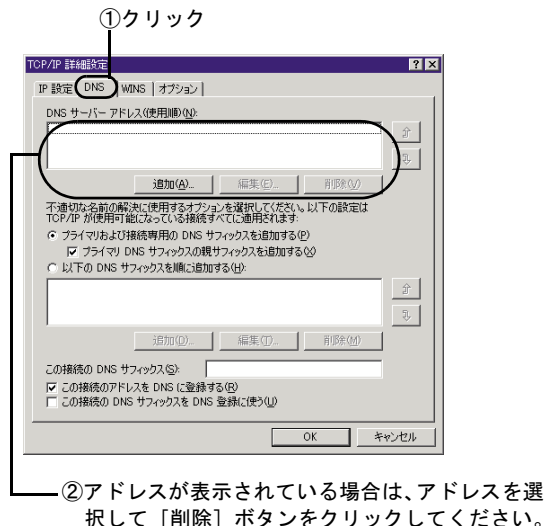 ①クリック
TCP/IP 詳細設定
IP 設定 DNS WINS オプション
DNS サーバー アドレス(使用順)(N):
追加(A)... 編集(E)... 削除(V)
不適切な名前の解決に使用するオプションを選択してください。以下の設定は
TCP/IP が使用可能になっている接続すべてに適用されます:
プライマリおよび接続専用の DNS サフィックスを追加する(P)
プライマリ DNS サフィックスの親サフィックスを追加する(X)
以下の DNS サフィックスを順に追加する(H):
追加(D)... 編集(T)... 削除(M)
この接続の DNS サフィックス(S):
この接続のアドレスを DNS に登録する(R)
この接続の DNS サフィックスを DNS 登録に使う(U)
OK キャンセル
②アドレスが表示されている場合は、アドレスを選
択して［削除］ボタンをクリックしてください。